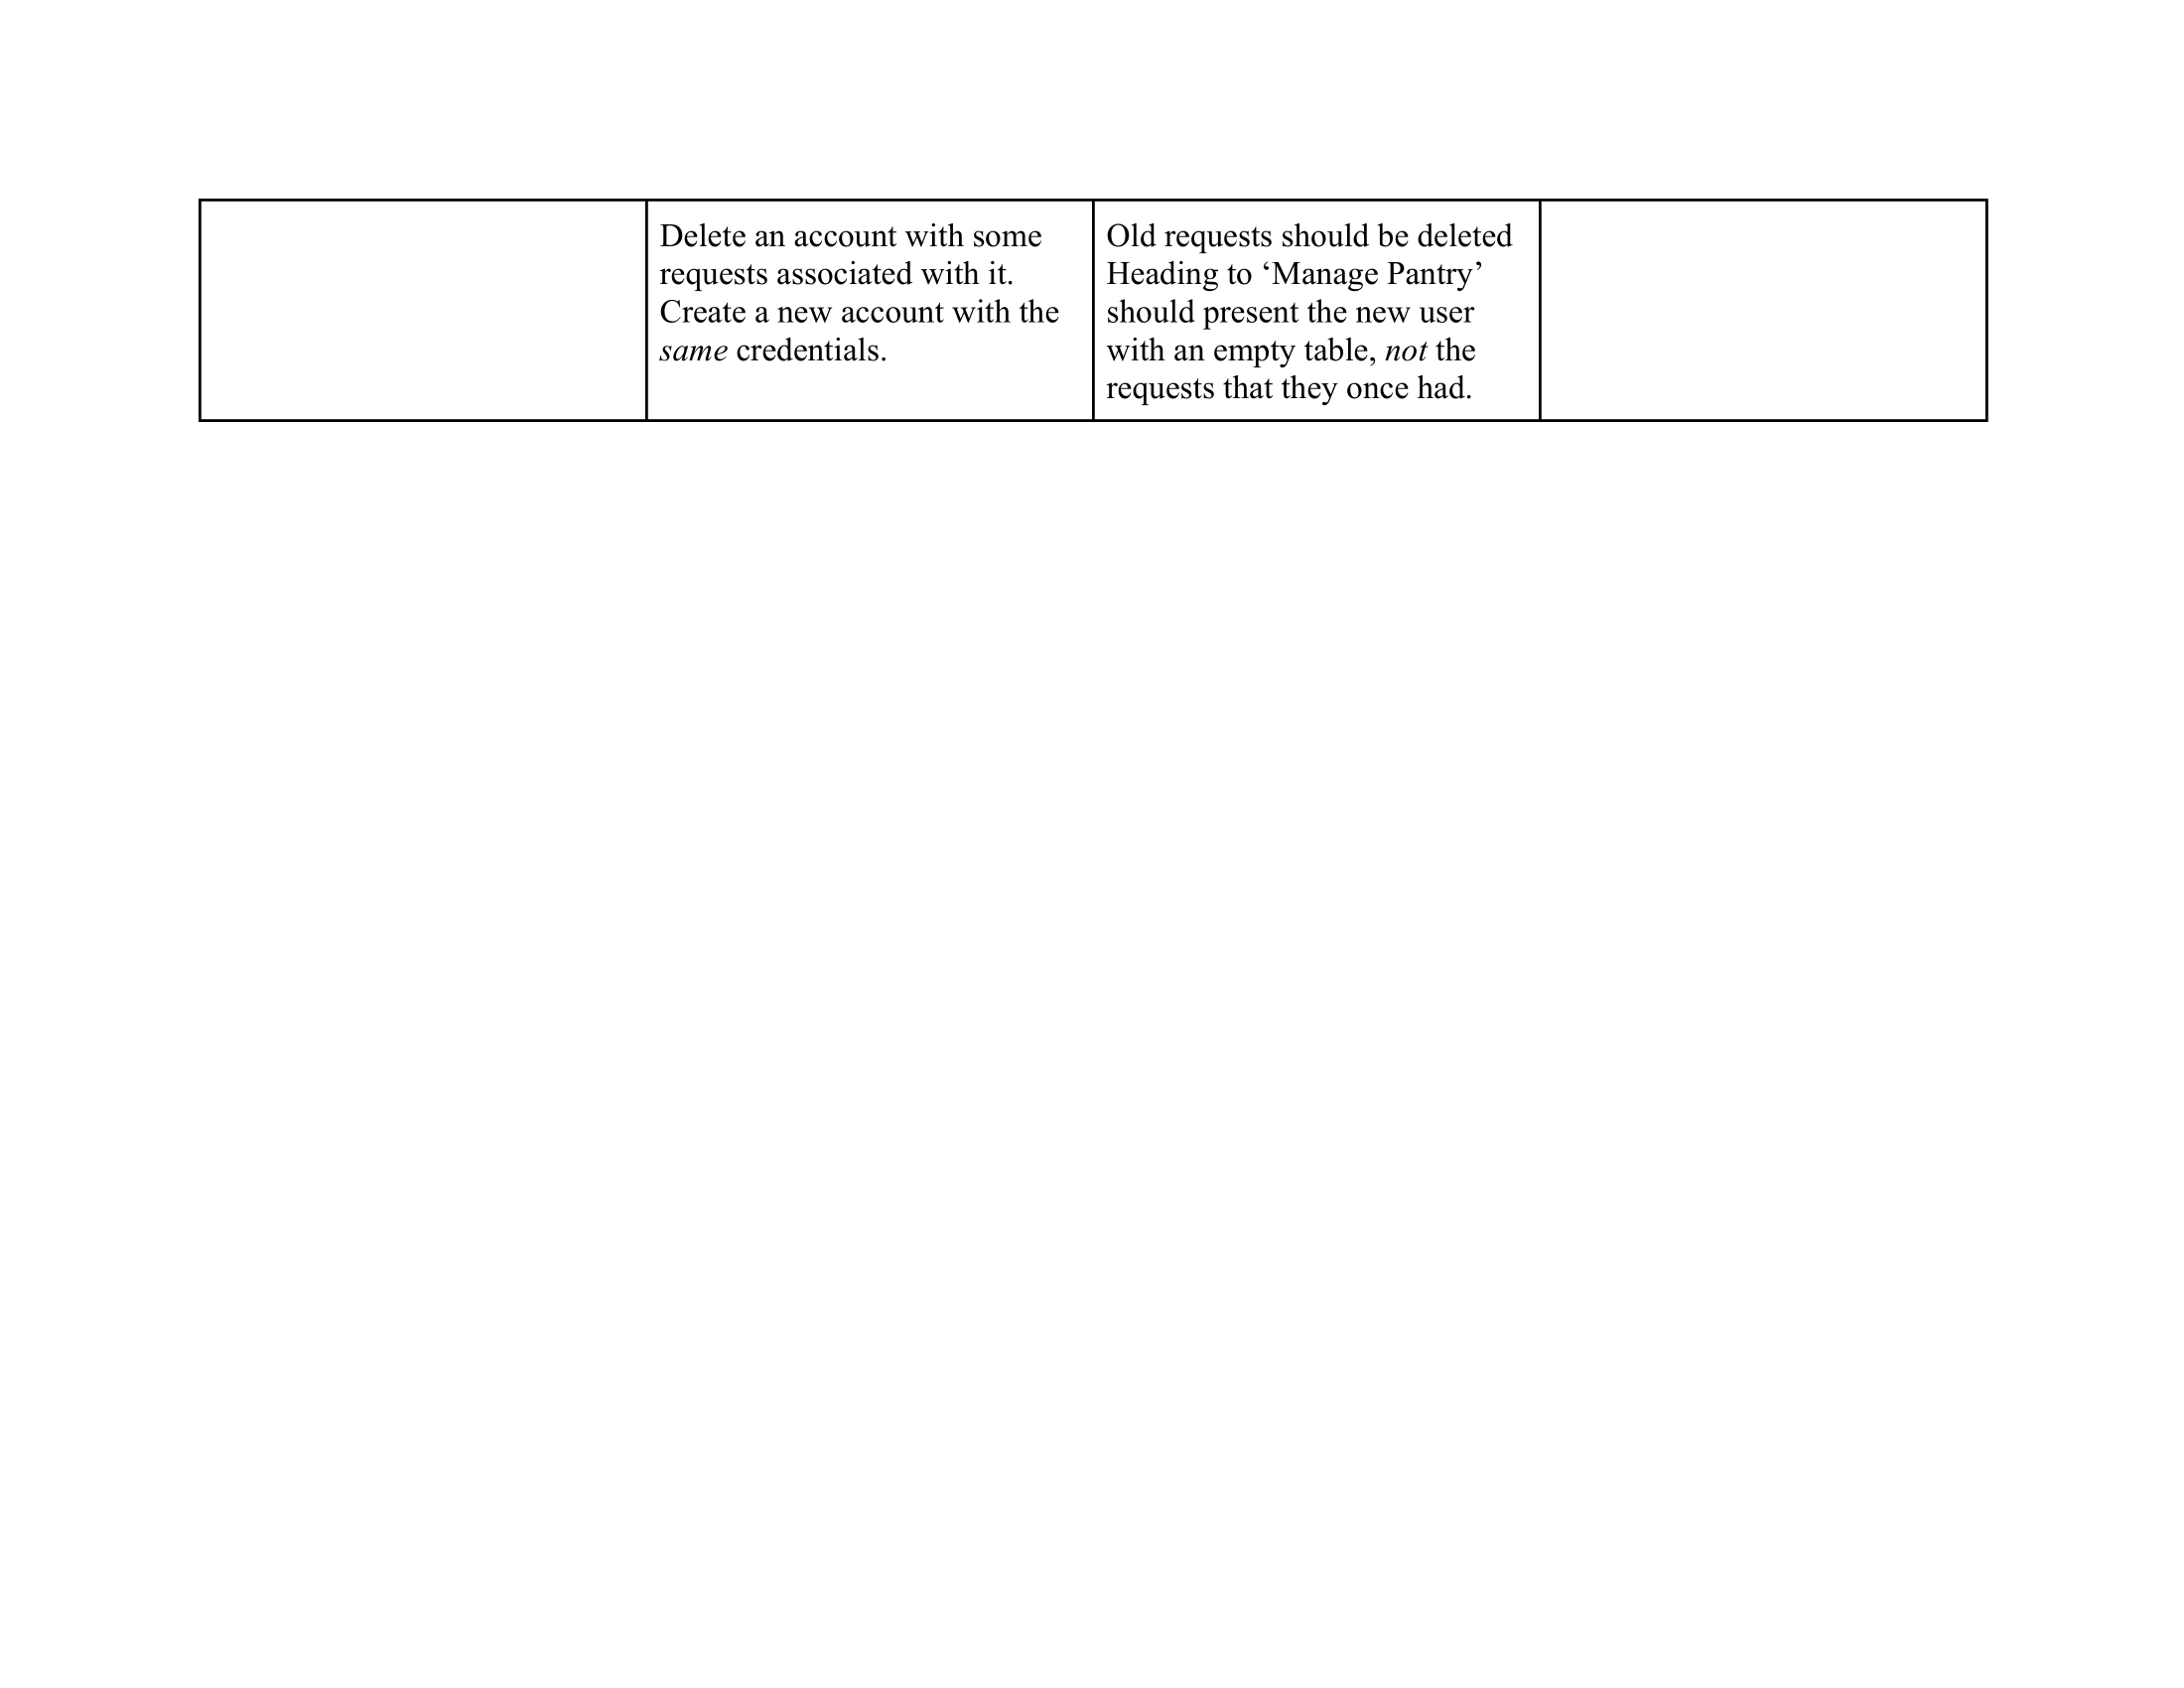 Delete an account with some
requests associated with it.
Create a new account with the
same credentials.
Old requests should be deleted
Heading to ‘Manage Pantry’
should present the new user
with an empty table, not the
requests that they once had.